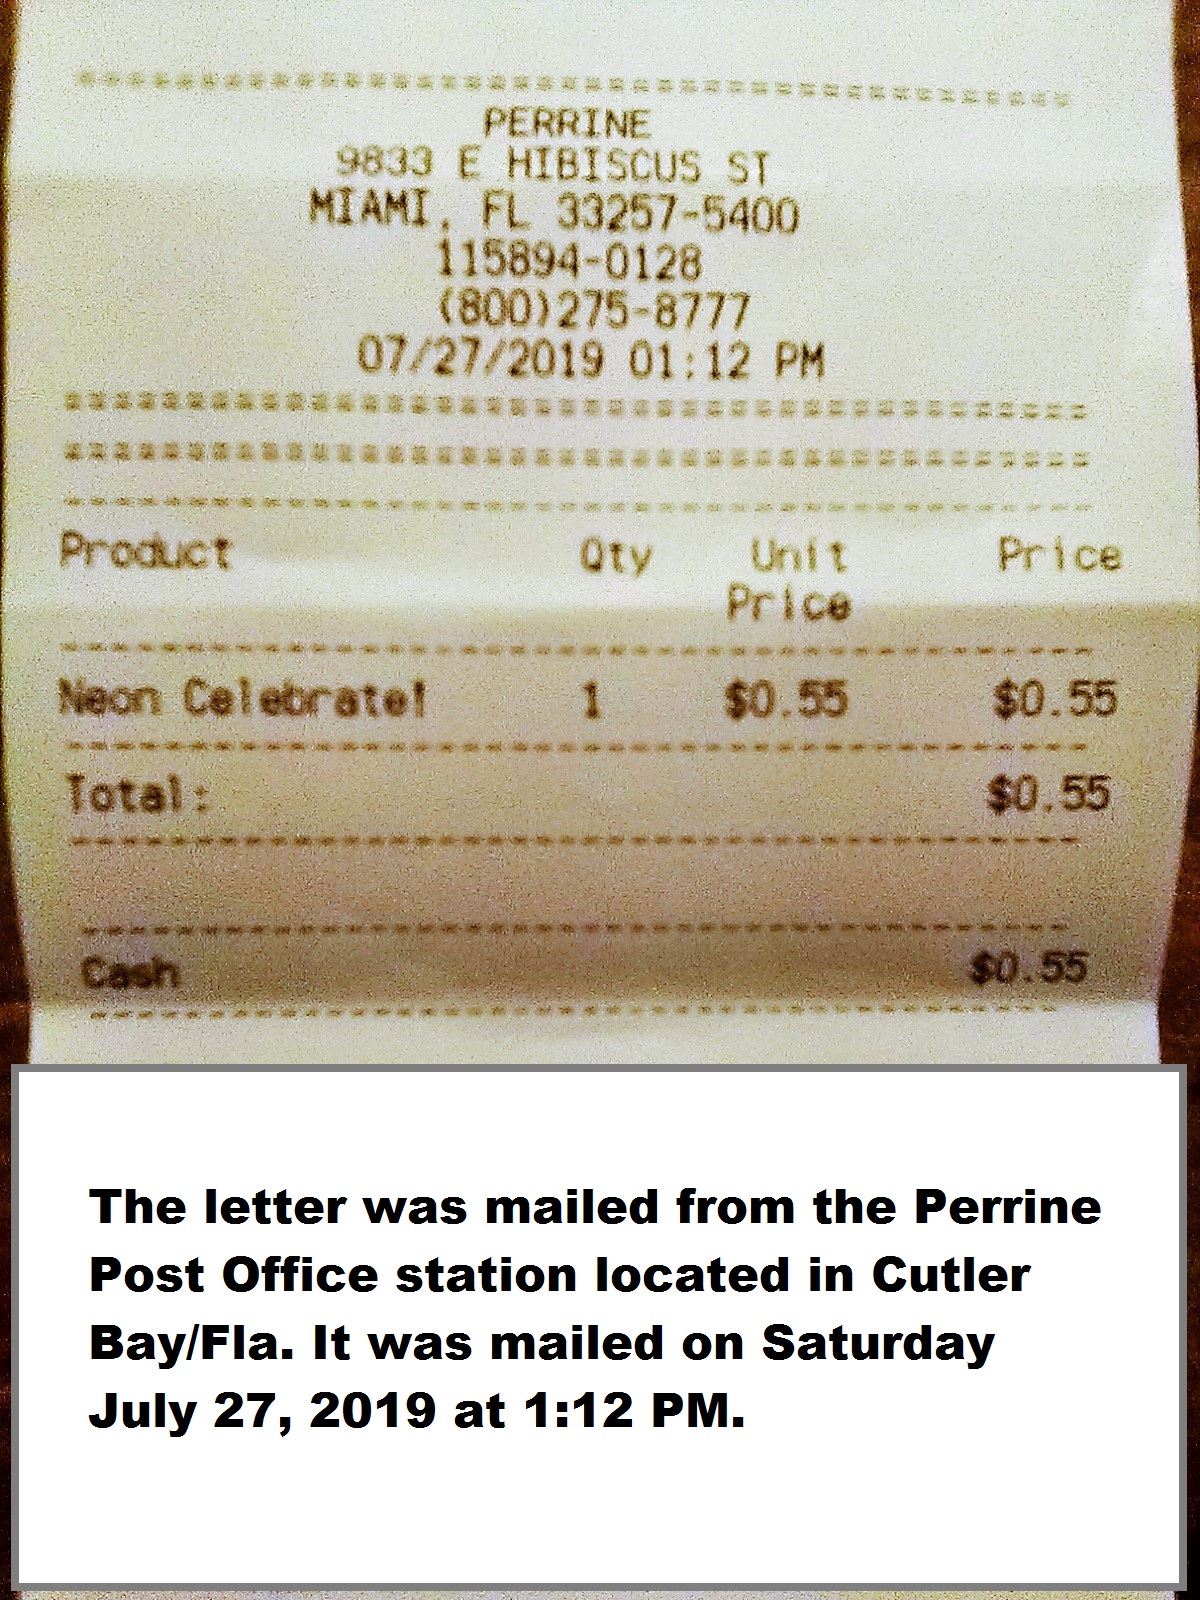 PERRINE
9833 E HIBISCUS ST
MIAMI, FL 33257-5400
115894-0128
(800)275-8777
07/27/2019 01:12 PM
Product Qty Unit Price
Price
Neon Celebrate! 1 $0.55 $0.55
Total: $0.55
Cash $0.55
The letter was mailed from the Perrine
Post Office station located in Cutler
Bay/Fla. It was mailed on Saturday
July 27, 2019 at 1:12 PM.